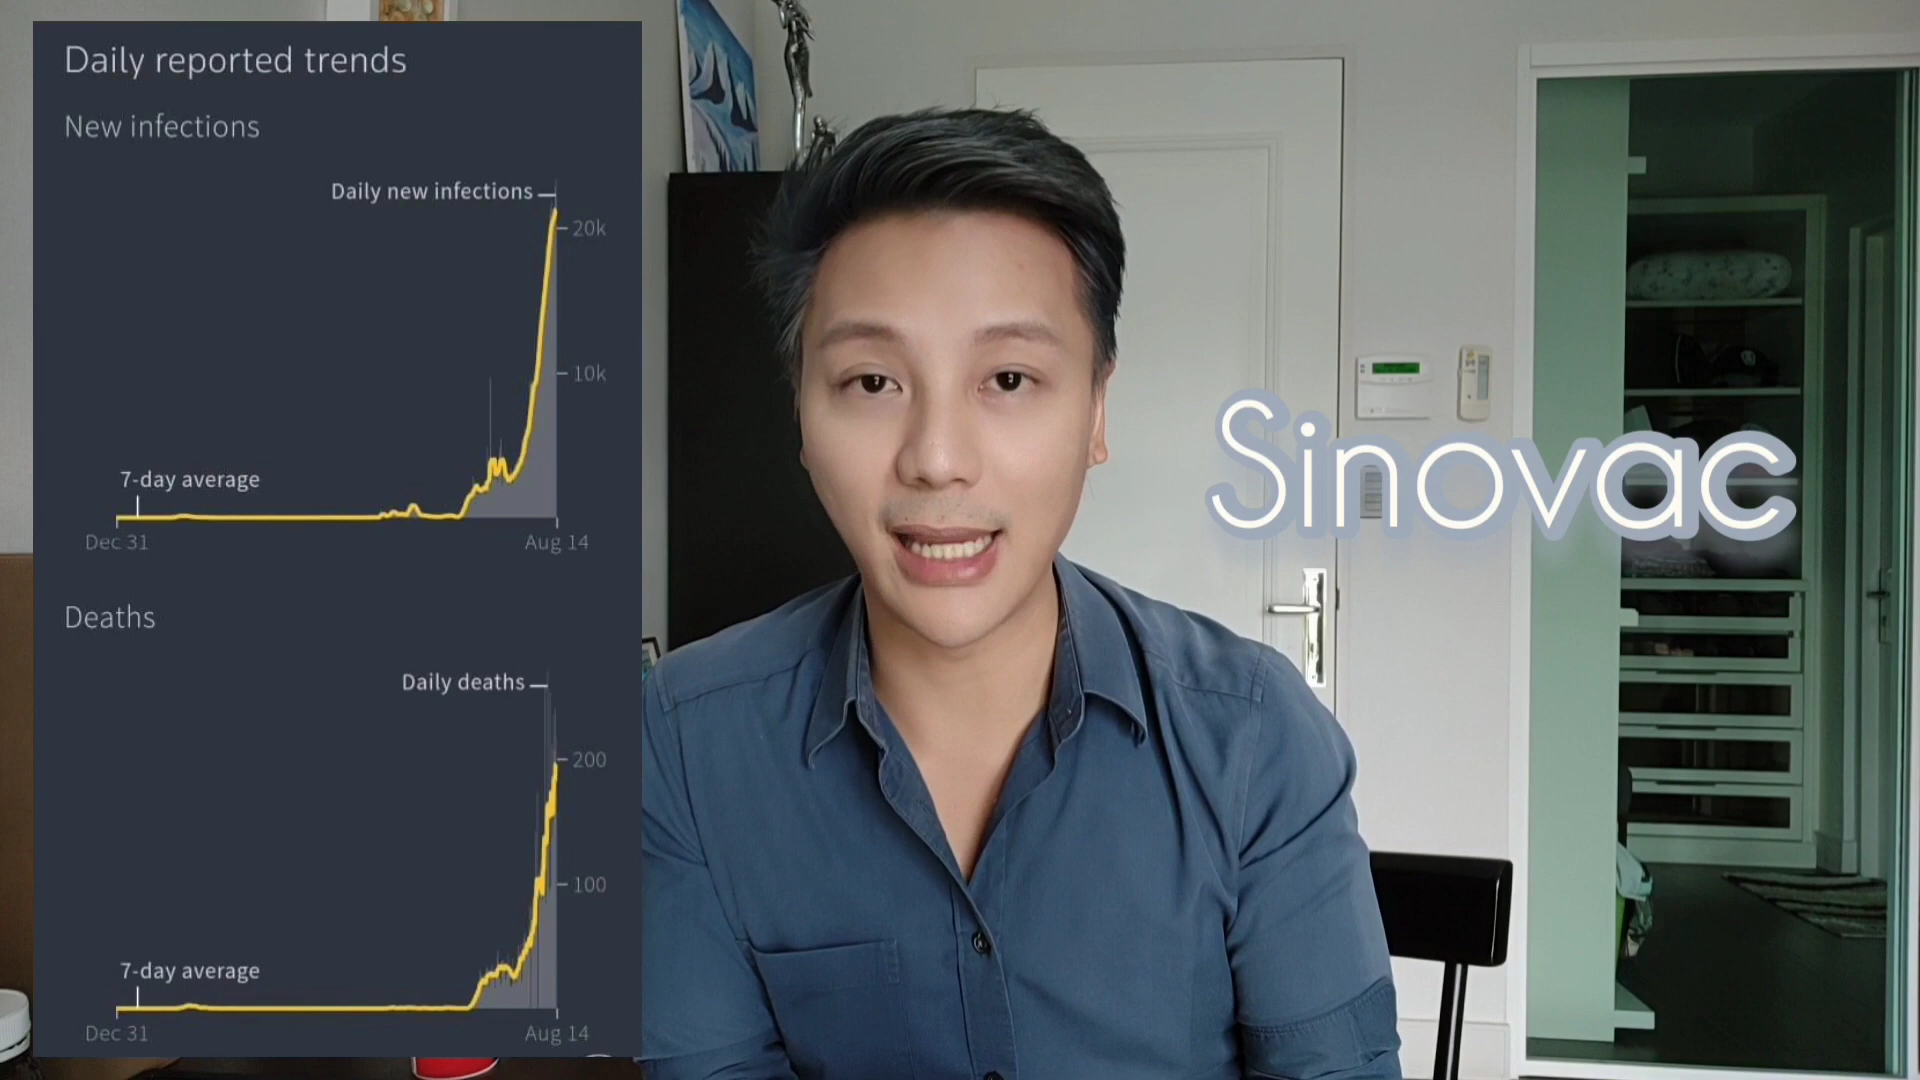 Daily reported trends
New infections
Daily new infections
20k
10k
7-day average
Dec 31
Aug 14
Deaths
Daily deaths
200
100
7-day average
Dec 31
Aug 14
Sinovac